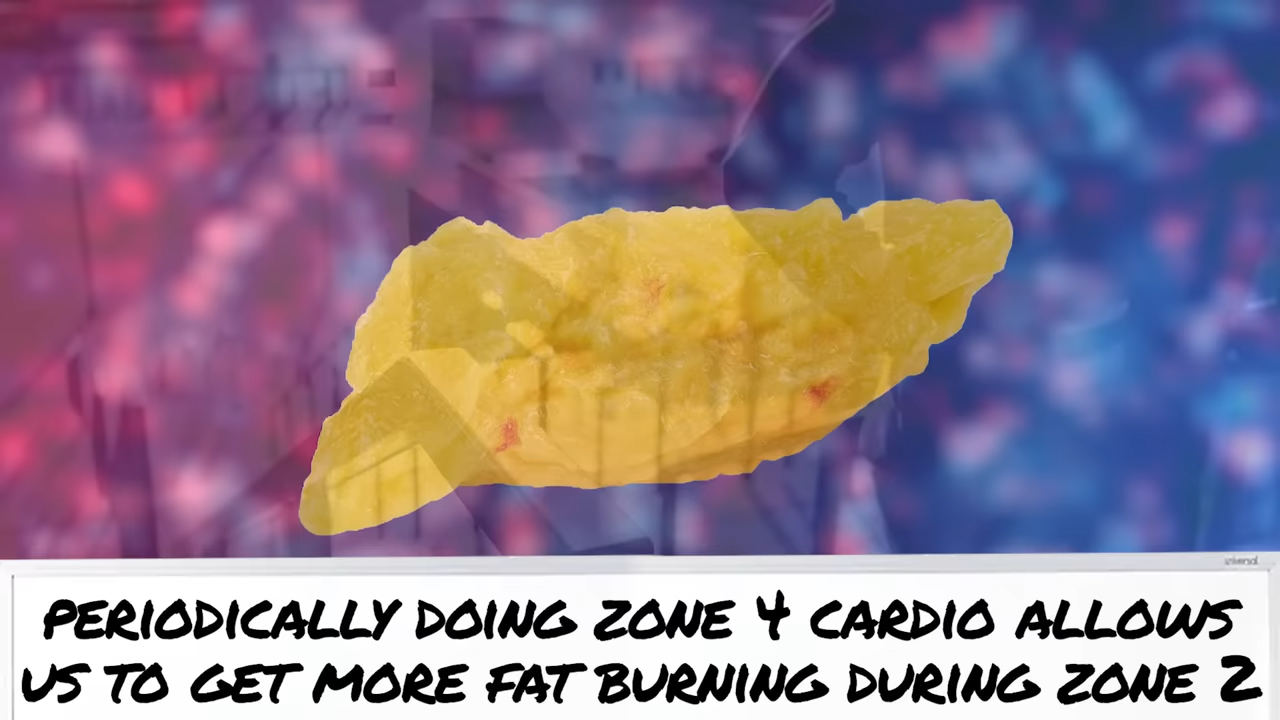 PERIODICALLY DOING ZONE 4 CARDIO ALLOWS
US TO GET MORE FAT BURNING DURING ZONE 2